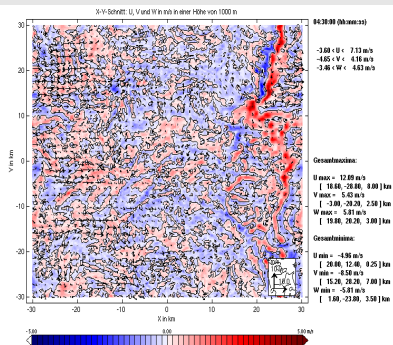 X-Y-Schnitt: U, V und W in m/s in einer Höhe von 1000 m
04:30:00 (hh:mm:ss)
-3.60 < U < 7.13 m/s
-4.65 < V < 4.16 m/s
-3.46 < W < 4.63 m/s
Gesamtmaxima:
U max = 12.09 m/s
[ 18.60, -28.80, 8.00 ] km
V max = 5.43 m/s
[ -3.00, -20.20, 2.50 ] km
W max = 5.81 m/s
[ 19.80, 20.20, 3.00 ] km
Gesamtminima:
U min = -4.96 m/s
[ 20.80, 12.40, 0.25 ] km
V min = -8.50 m/s
[ 15.20, 28.20, 7.00 ] km
W min = -5.81 m/s
[ 1.60, -23.80, 3.50 ] km
Y in km
30
20
10
0
-10
-20
-30
-30
-20
-10
0
10
20
30
X in km
-5.00
0.00
5.00 m/s